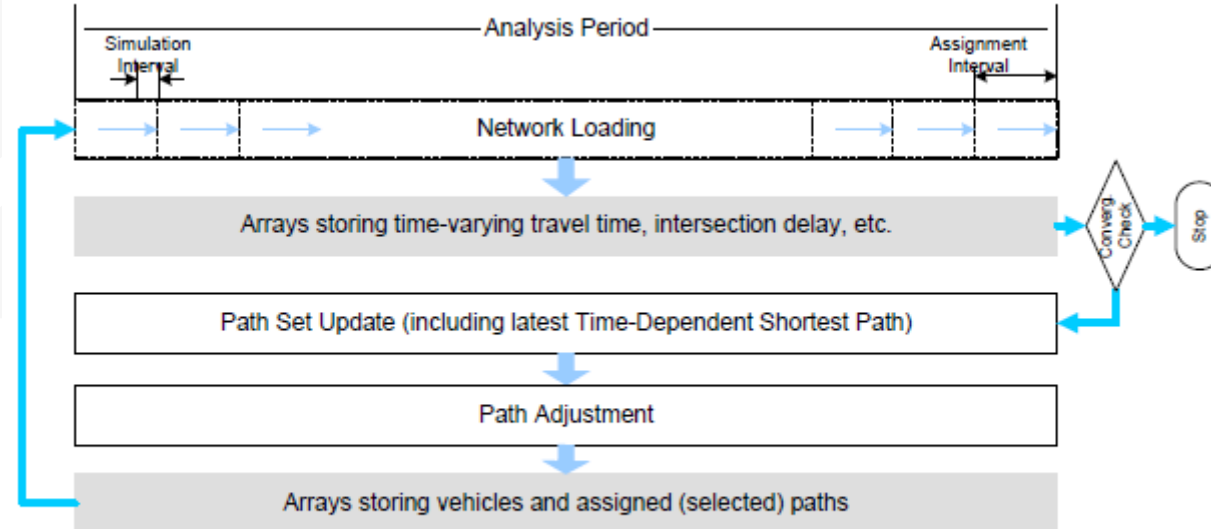 Analysis Period
Simulation
Interval
Assignment
Interval
Network Loading
Arrays storing time-varying travel time, intersection delay, etc.
Converg.
Check
Stop
Path Set Update (including latest Time-Dependent Shortest Path)
Path Adjustment
Arrays storing vehicles and assigned (selected) paths